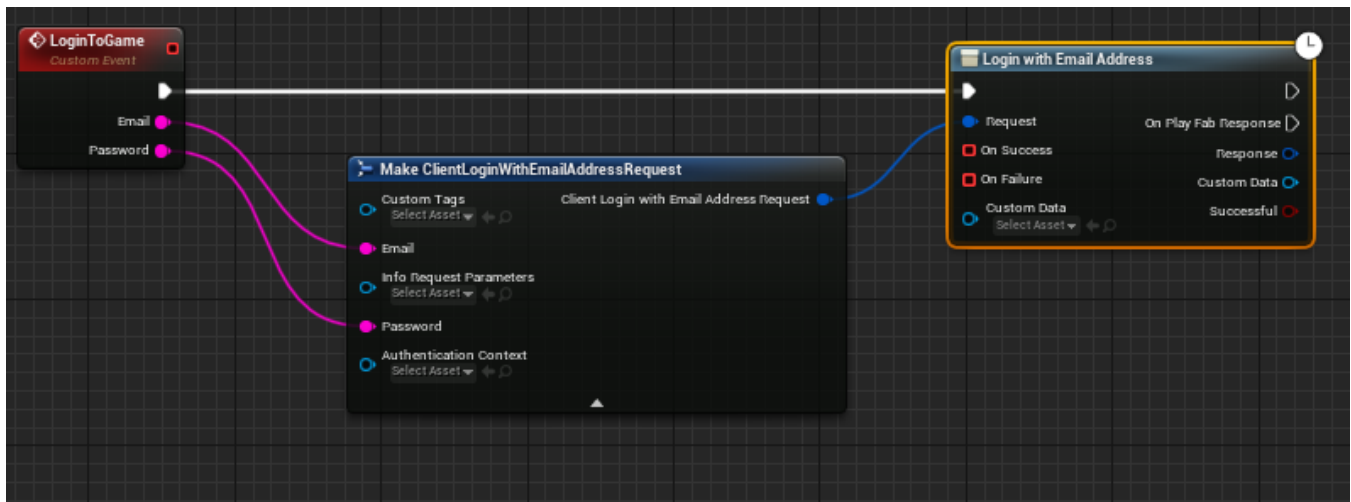 LoginToGame
Custom Event
Email
Password
Make ClientLoginWithEmailAddressRequest
Custom Tags
Select Asset
Client Login with Email Address Request
Email
Info Request Parameters
Select Asset
Password
Authentication Context
Select Asset
Login with Email Address
Request
On Play Fab Response
On Success
Response
On Failure
Custom Data
Custom Data
Select Asset
Successful